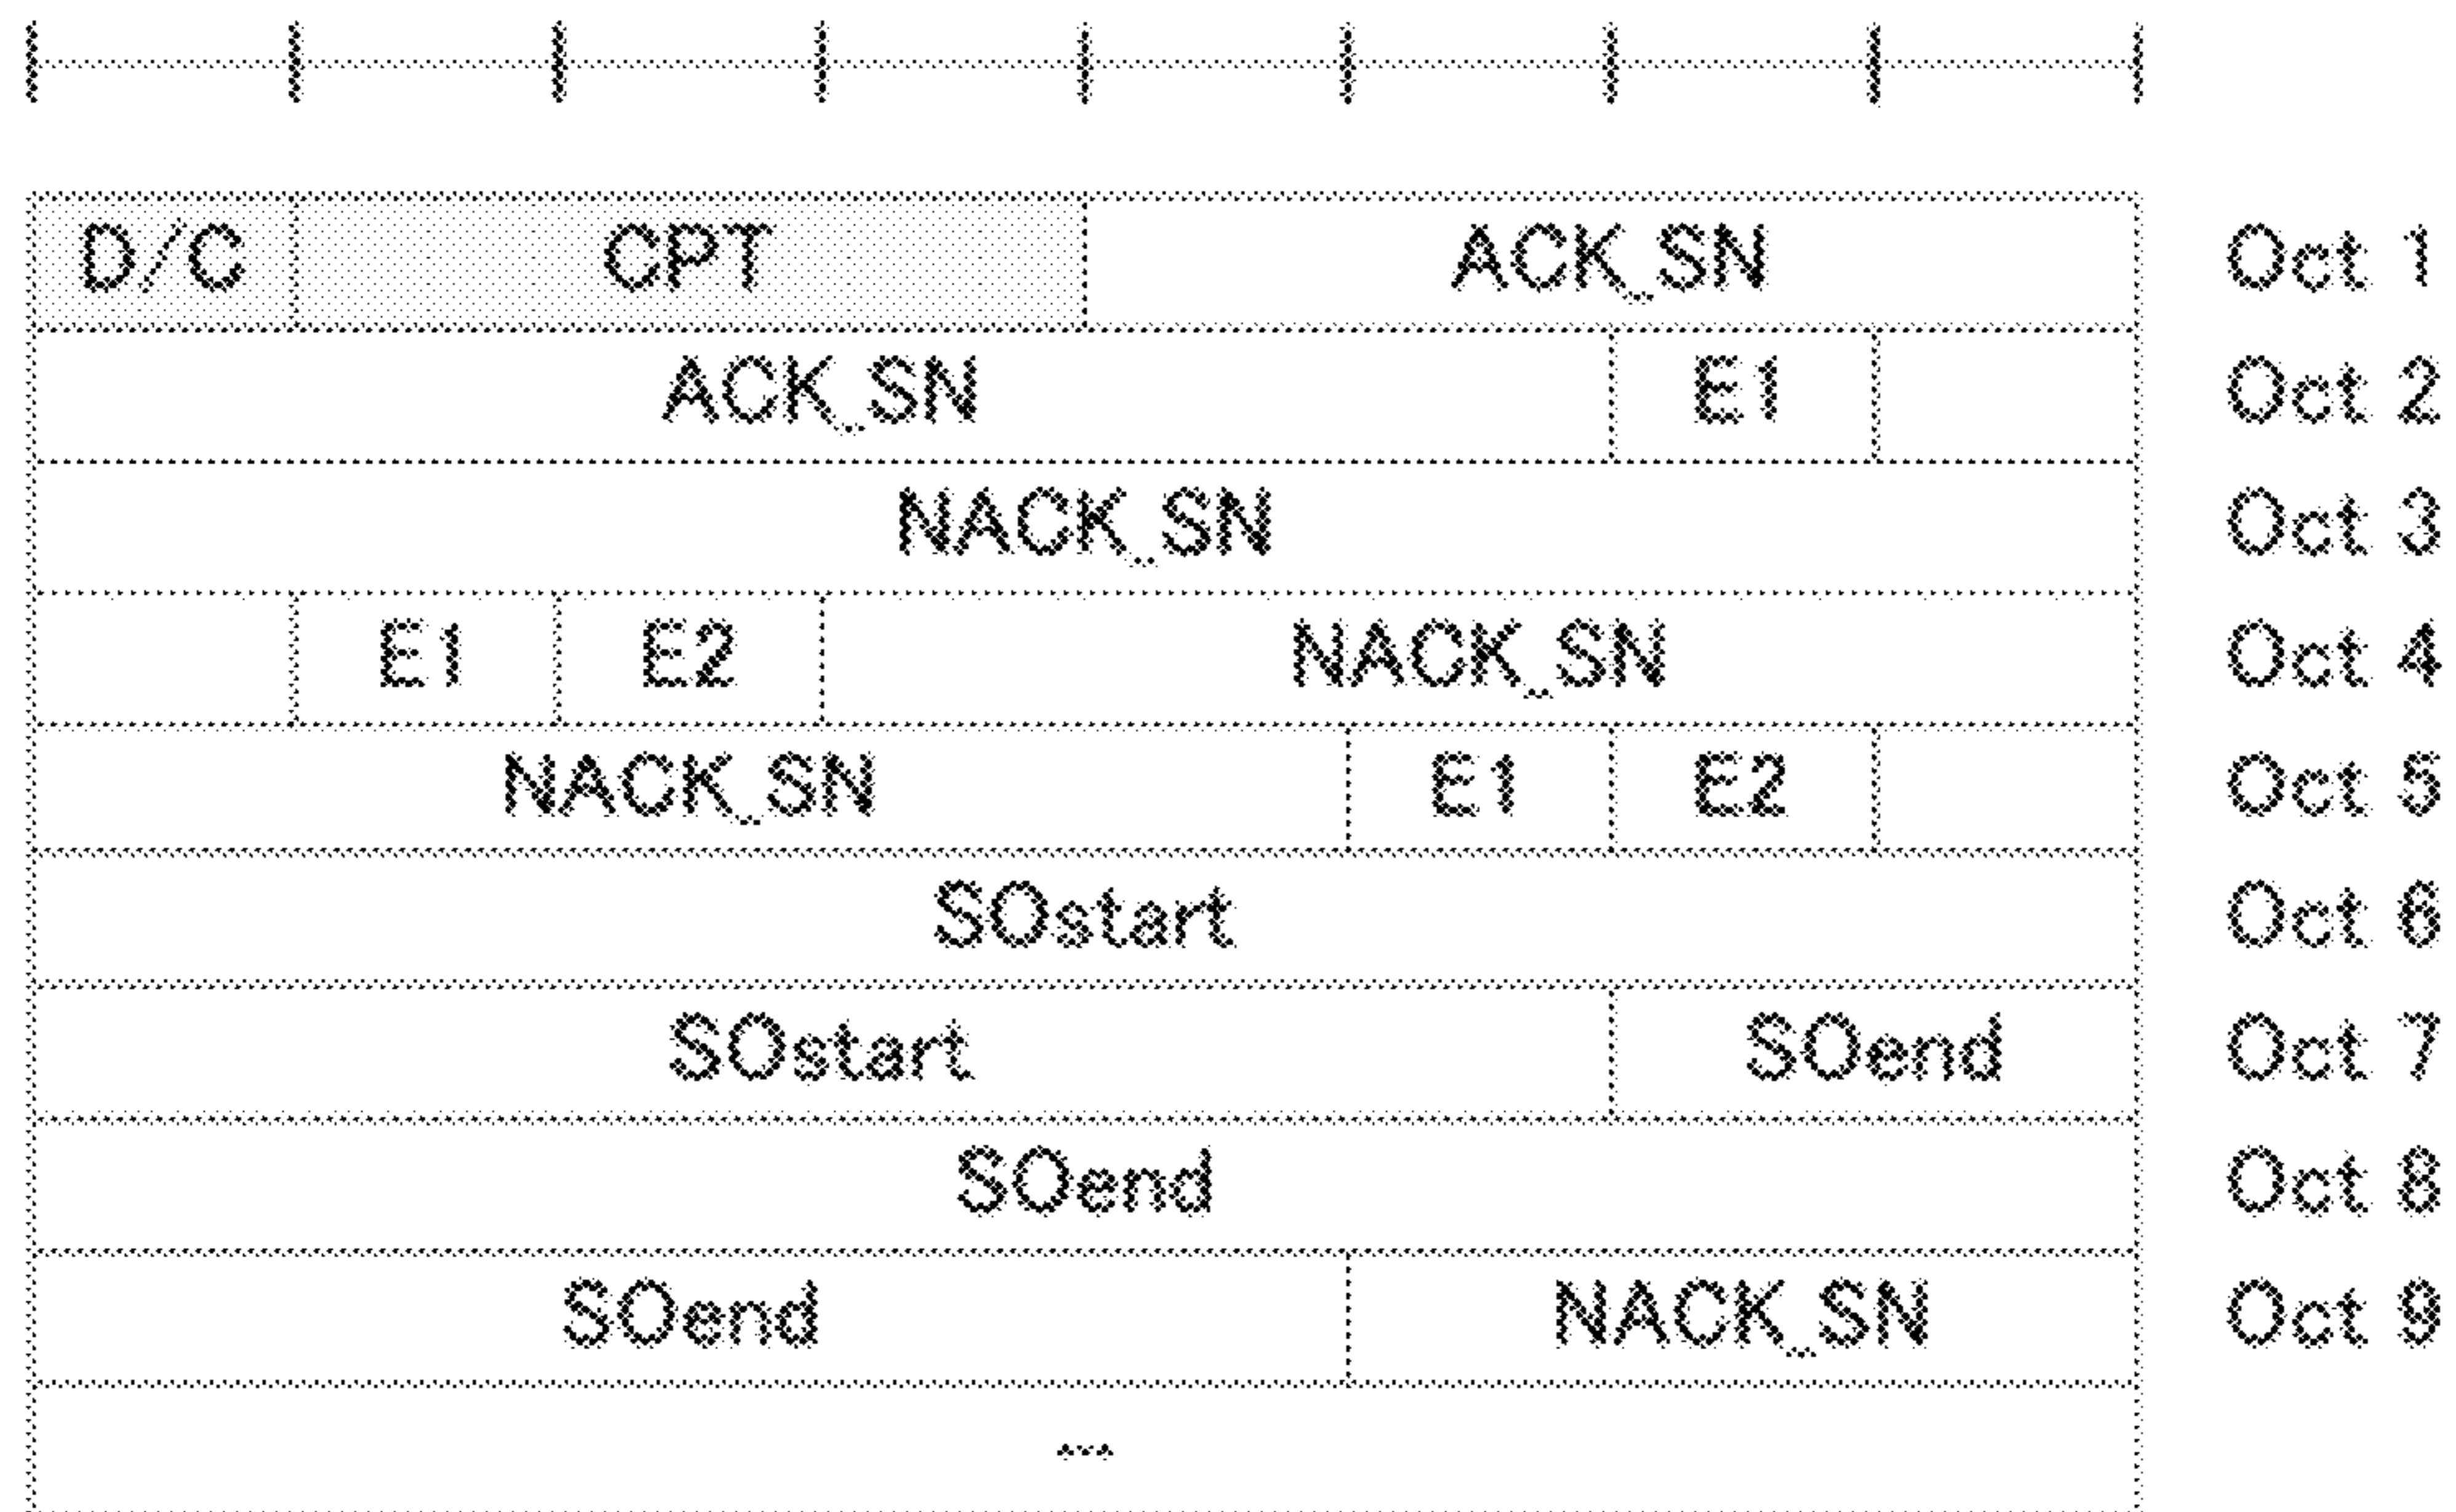 D/C CPT ACK_SN Oct 1
ACK_SN E1 Oct 2
NACK_SN Oct 3
E1 E2 NACK_SN Oct 4
NACK_SN E1 E2 Oct 5
SOstart Oct 6
SOstart SOend Oct 7
SOend Oct 8
SOend NACK_SN Oct 9
...